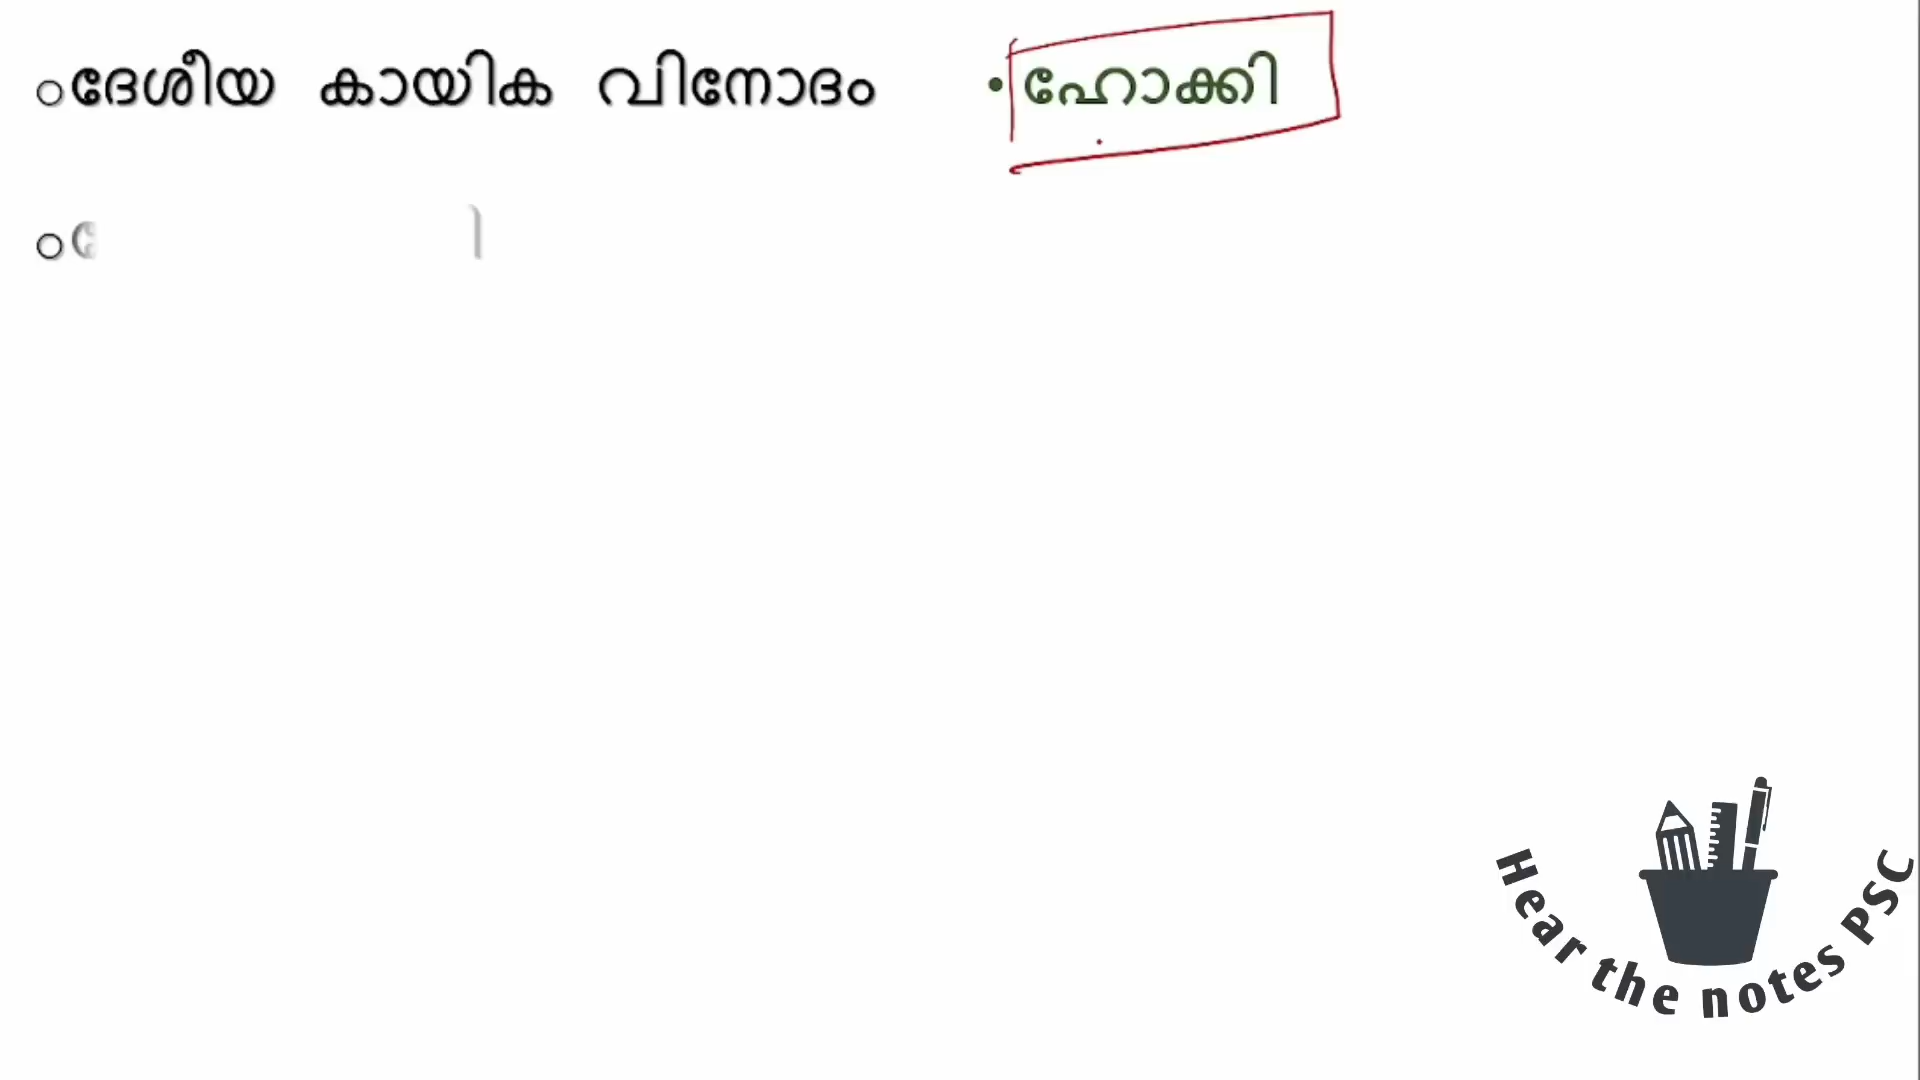 ദേശീയ കായിക വിനോദം • ഹോക്കി
Hear the notes PSC